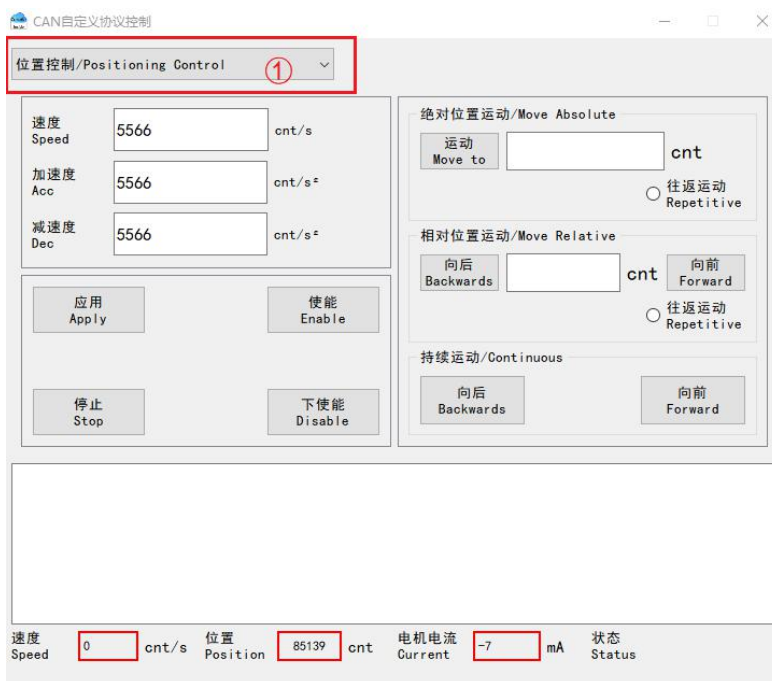 CAN自定义协议控制
位置控制/Positioning Control
①
速度
Speed
5566
cnt/s
加速度
Acc
5566
cnt/s²
减速度
Dec
5566
cnt/s²
应用
Apply
使能
Enable
停止
Stop
下使能
Disable
绝对位置运动/Move Absolute
运动
Move to
cnt
往返运动
Repetitive
相对位置运动/Move Relative
向后
Backwards
cnt
向前
Forward
往返运动
Repetitive
持续运动/Continuous
向后
Backwards
向前
Forward
速度
Speed
0
cnt/s
位置
Position
85139
cnt
电机电流
Current
-7
mA
状态
Status